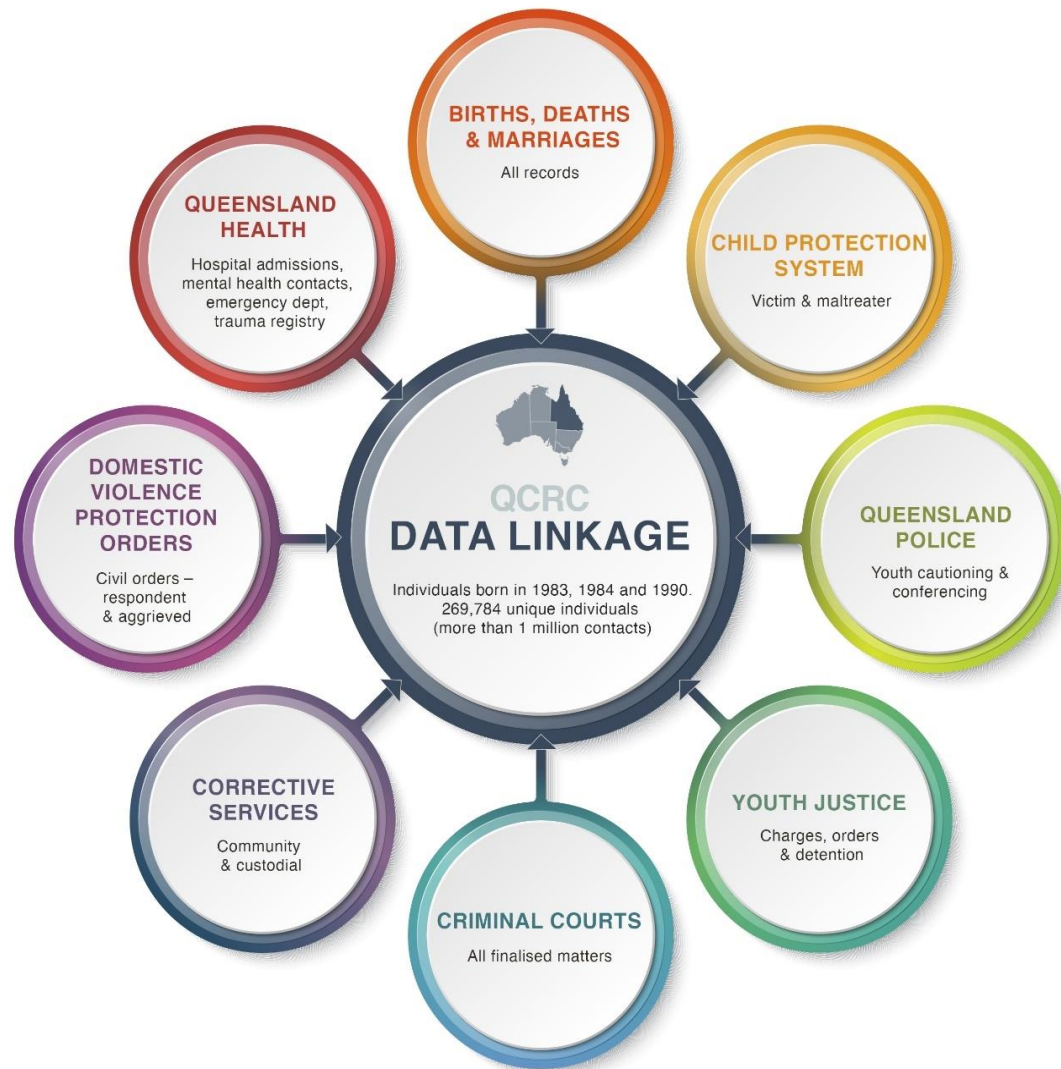 BIRTHS, DEATHS
& MARRIAGES
All records
CHILD PROTECTION
SYSTEM
Victim & maltreater
QUEENSLAND
POLICE
Youth cautioning &
conferencing
YOUTH JUSTICE
Charges, orders
& detention
CRIMINAL COURTS
All finalised matters
CORRECTIVE
SERVICES
Community
& custodial
DOMESTIC
VIOLENCE
PROTECTION
ORDERS
Civil orders –
respondent
& aggrieved
QUEENSLAND
HEALTH
Hospital admissions,
mental health contacts,
emergency dept,
trauma registry
QCRC
DATA LINKAGE
Individuals born in 1983, 1984 and 1990.
269,784 unique individuals
(more than 1 million contacts)